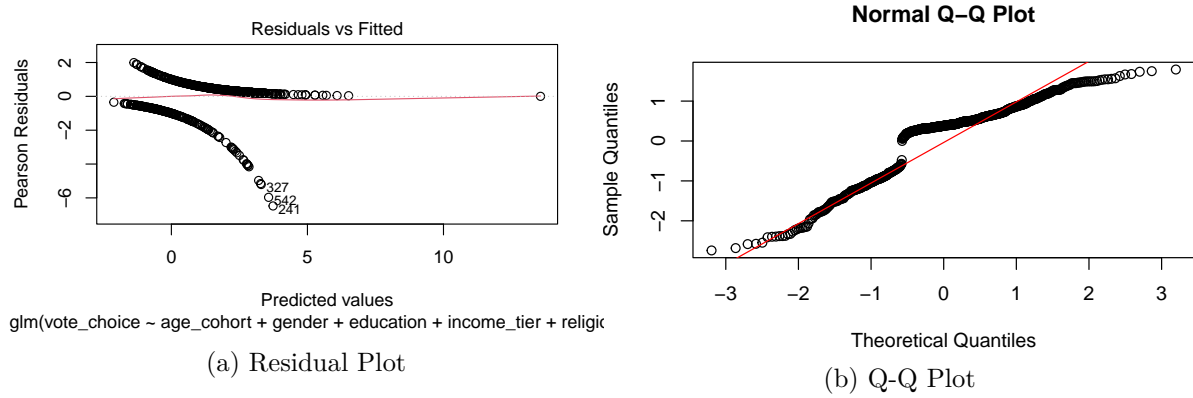 Residuals vs Fitted
Pearson Residuals
2
0
−2
−6
327
542
241
0
5
10
Predicted values
glm(vote_choice ~ age_cohort + gender + education + income_tier + religio
(a) Residual Plot
Normal Q−Q Plot
Sample Quantiles
1
0
−1
−2
−3
−2
−1
0
1
2
3
Theoretical Quantiles
(b) Q-Q Plot